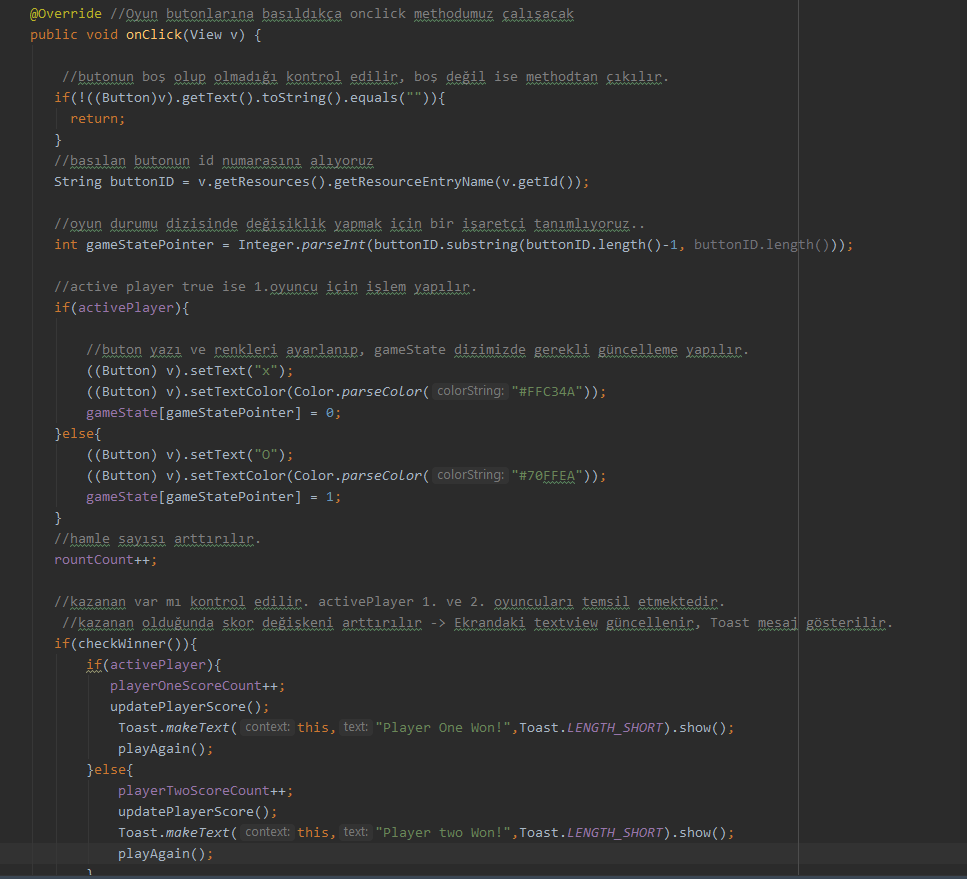 @Override //Oyun butonlarına basıldıkça onclick methodumuz çalışacak
public void onClick(View v) {
//butonun boş olup olmadığı kontrol edilir, boş değil ise methodtan çıkılır.
if(!((Button)v).getText().toString().equals("")){
return;
}
//basılan butonun id numarasını alıyoruz
String buttonID = v.getResources().getResourceEntryName(v.getId());
//oyun durumu dizisinde değişiklik yapmak için bir işaretçi tanımlıyoruz..
int gameStatePointer = Integer.parseInt(buttonID.substring(buttonID.length()-1, buttonID.length()));
//active player true ise 1.oyuncu için işlem yapılır.
if(activePlayer){
//buton yazı ve renkleri ayarlanıp, gameState dizimizde gerekli güncelleme yapılır.
((Button) v).setText("x");
((Button) v).setTextColor(Color.parseColor( colorString: "#FFC34A"));
gameState[gameStatePointer] = 0;
}else{
((Button) v).setText("O");
((Button) v).setTextColor(Color.parseColor( colorString: "#70FFEA"));
gameState[gameStatePointer] = 1;
}
//hamle sayısı arttırılır.
rountCount++;
//kazanan var mı kontrol edilir. activePlayer 1. ve 2. oyuncuları temsil etmektedir.
//kazanan olduğunda skor değişkeni arttırılır -> Ekrandaki textview güncellenir, Toast mesaj gösterilir.
if(checkWinner()){
if(activePlayer){
playerOneScoreCount++;
updatePlayerScore();
Toast.makeText( context: this, text: "Player One Won!",Toast.LENGTH_SHORT).show();
playAgain();
}else{
playerTwoScoreCount++;
updatePlayerScore();
Toast.makeText( context: this, text: "Player two Won!",Toast.LENGTH_SHORT).show();
playAgain();
}